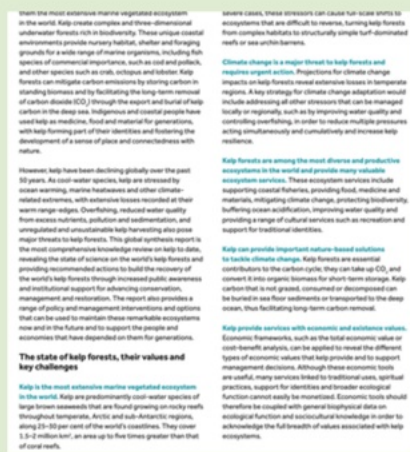 them the most extensive marine vegetated ecosystem
in the world. Kelp create complex and three-dimensional
underwater forests rich in biodiversity. These unique coastal
environments provide nursery habitat, shelter and foraging
grounds for a wide range of marine organisms, including fish
species of commercial importance, such as cod and pollack,
and other species such as crab, octopus and lobster. Kelp
forests can mitigate carbon emissions by storing carbon in
standing biomass and by facilitating the long-term removal
of carbon dioxide (CO₂) through the export and burial of kelp
carbon in the deep sea. Indigenous and coastal people have
used kelp as medicine, food and material for generations,
with kelp forming part of their identities and fostering the
development of a sense of place and connectedness with
nature.
However, kelp have been declining globally over the past
50 years. As cool-water species, kelp are stressed by
ocean warming, marine heatwaves and other climate-
related extremes, with extensive losses recorded at their
warm range-edges. Overfishing, reduced water quality
from excess nutrients, pollution and sedimentation, and
unregulated and unsustainable kelp harvesting also pose
major threats to kelp forests. This global synthesis report is
the most comprehensive knowledge review on kelp to date,
revealing the state of science on the world's kelp forests and
providing recommended actions to build the recovery of
the world's kelp forests through increased public awareness
and institutional support for advancing conservation,
management and restoration. The report also provides a
range of policy and management interventions and options
that can be used to maintain these remarkable ecosystems
now and in the future and to support the people and
economies that have depended on them for generations.
The state of kelp forests, their values and
key challenges
Kelp is the most extensive marine vegetated ecosystem
in the world. Kelp are predominantly cool-water species of
large brown seaweeds that are found growing on rocky reefs
throughout temperate, Arctic and sub-Antarctic regions,
along 25–30 per cent of the world's coastlines. They cover
1.5–2 million km², an area up to five times greater than that
of coral reefs.
severe cases, these stressors can cause full-scale shifts to
ecosystems that are difficult to reverse, turning kelp forests
from complex habitats to structurally simple turf-dominated
reefs or sea urchin barrens.
Climate change is a major threat to kelp forests and
requires urgent action. Projections for climate change
impacts on kelp forests reveal extensive losses in temperate
regions. A key strategy for climate change adaptation would
include addressing all other stressors that can be managed
locally or regionally, such as by improving water quality and
controlling overfishing, in order to reduce multiple pressures
acting simultaneously and cumulatively and increase kelp
resilience.
Kelp forests are among the most diverse and productive
ecosystems in the world and provide many valuable
ecosystem services. These ecosystem services include
supporting coastal fisheries, providing food, medicine and
materials, mitigating climate change, protecting biodiversity,
buffering ocean acidification, improving water quality and
providing a range of cultural services such as recreation and
support for traditional identities.
Kelp can provide important nature-based solutions
to tackle climate change. Kelp forests are essential
contributors to the carbon cycle; they can take up CO₂ and
convert it into organic biomass for short-term storage. Kelp
carbon that is not grazed, consumed or decomposed can
be buried in sea floor sediments or transported to the deep
ocean, thus facilitating long-term carbon removal.
Kelp provide services with economic and existence values.
Economic frameworks, such as the total economic value or
cost-benefit analysis, can be applied to reveal the different
types of economic values that kelp provide and to support
management decisions. Although these economic tools
are useful, many services linked to traditional uses, spiritual
practices, support for identities and broader ecological
function cannot easily be monetized. Economic tools should
therefore be coupled with general biophysical data on
ecological function and sociocultural knowledge in order to
acknowledge the full breadth of values associated with kelp
ecosystems.